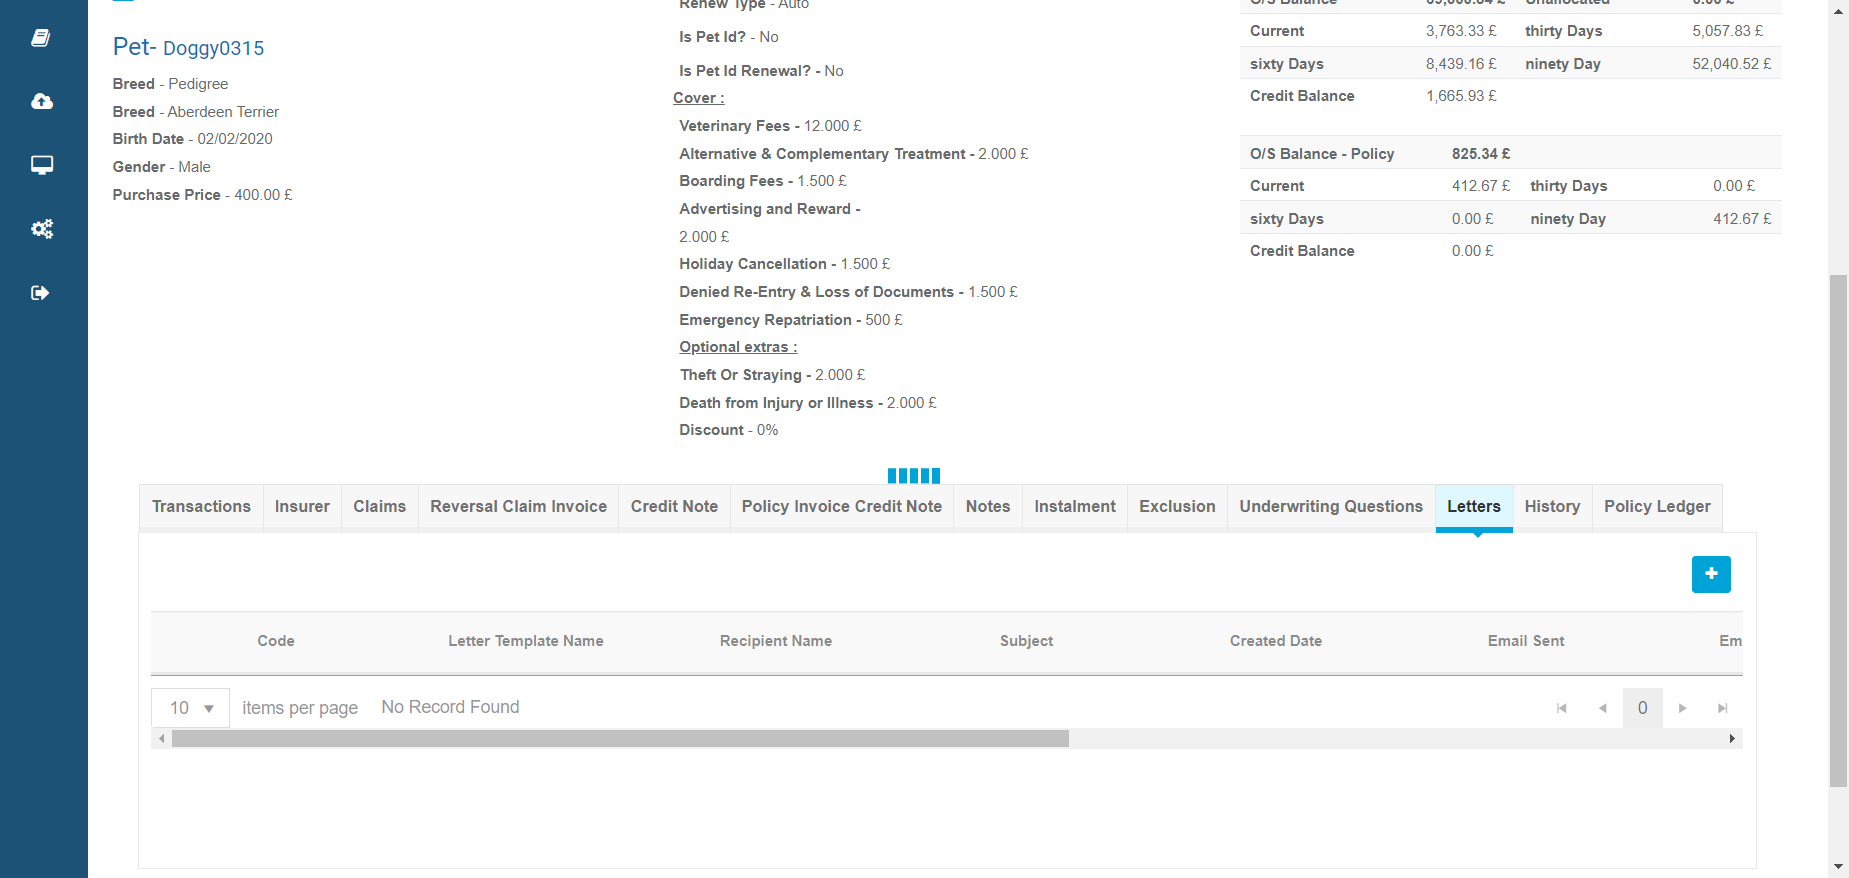 Pet- Doggy0315
Breed - Pedigree
Breed - Aberdeen Terrier
Birth Date - 02/02/2020
Gender - Male
Purchase Price - 400.00 £
Renew Type - Auto
Is Pet Id? - No
Is Pet Id Renewal? - No
Cover :
Veterinary Fees - 12.000 £
Alternative & Complementary Treatment - 2.000 £
Boarding Fees - 1.500 £
Advertising and Reward -
2.000 £
Holiday Cancellation - 1.500 £
Denied Re-Entry & Loss of Documents - 1.500 £
Emergency Repatriation - 500 £
Optional extras :
Theft Or Straying - 2.000 £
Death from Injury or Illness - 2.000 £
Discount - 0%
O/S Balance Unallocated
Current 3,763.33 £ thirty Days 5,057.83 £
sixty Days 8,439.16 £ ninety Day 52,040.52 £
Credit Balance 1,665.93 £
O/S Balance - Policy 825.34 £
Current 412.67 £ thirty Days 0.00 £
sixty Days 0.00 £ ninety Day 412.67 £
Credit Balance 0.00 £
Transactions Insurer Claims Reversal Claim Invoice Credit Note Policy Invoice Credit Note Notes Instalment Exclusion Underwriting Questions Letters History Policy Ledger
Code Letter Template Name Recipient Name Subject Created Date Email Sent Em
10 items per page No Record Found 0